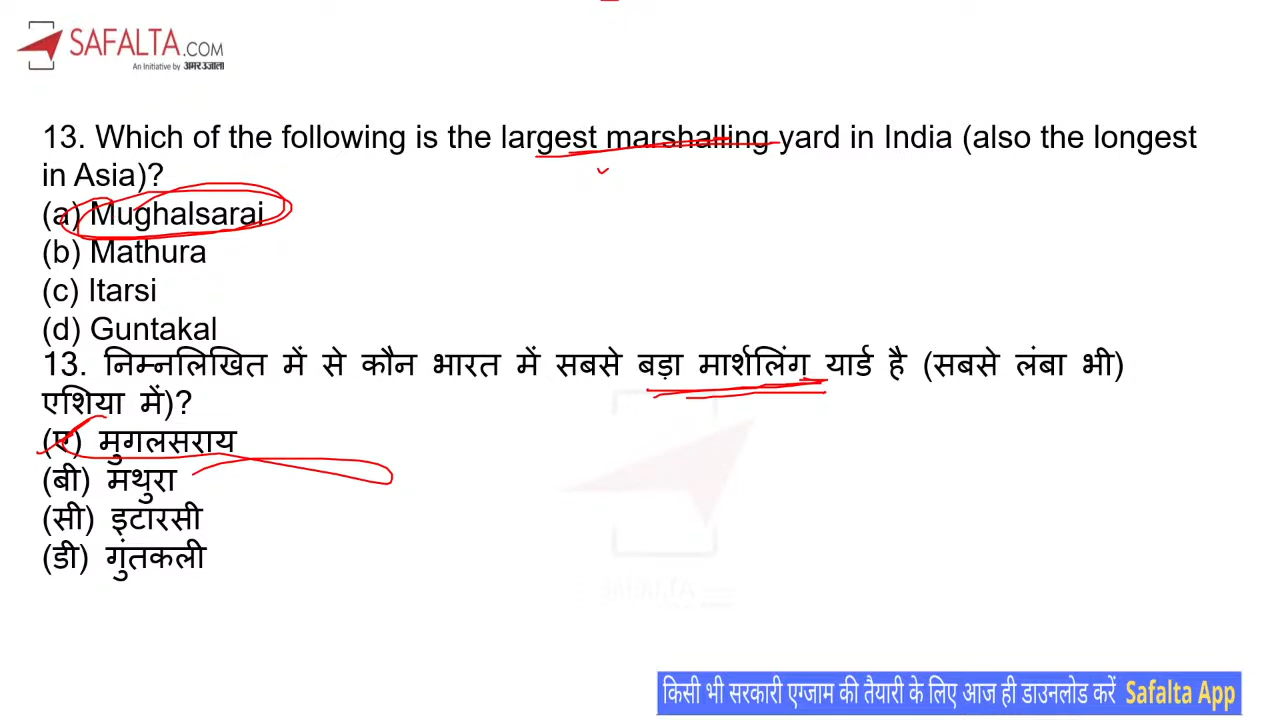 SAFALTA.COM
An Initiative by अमर उजाला
13. Which of the following is the largest marshalling yard in India (also the longest
in Asia)?
(a) Mughalsarai
(b) Mathura
(c) Itarsi
(d) Guntakal
13. निम्नलिखित में से कौन भारत में सबसे बड़ा मार्शलिंग यार्ड है (सबसे लंबा भी)
एशिया में)?
(ए) मुगलसराय
(बी) मथुरा
(सी) इटारसी
(डी) गुंतकली
किसी भी सरकारी एग्जाम की तैयारी के लिए आज ही डाउनलोड करें Safalta App